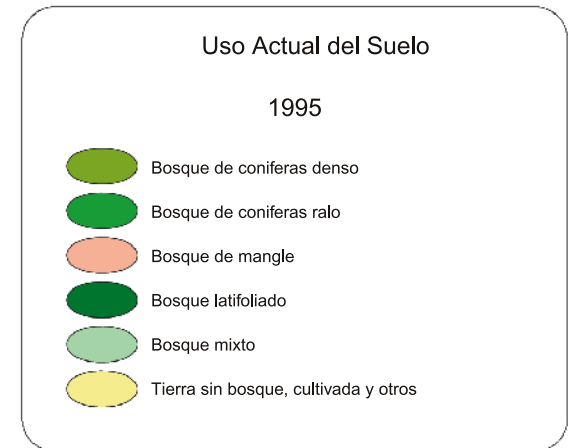 Uso Actual del Suelo
1995
Bosque de coniferas denso
Bosque de coniferas ralo
Bosque de mangle
Bosque latifoliado
Bosque mixto
Tierra sin bosque, cultivada y otros